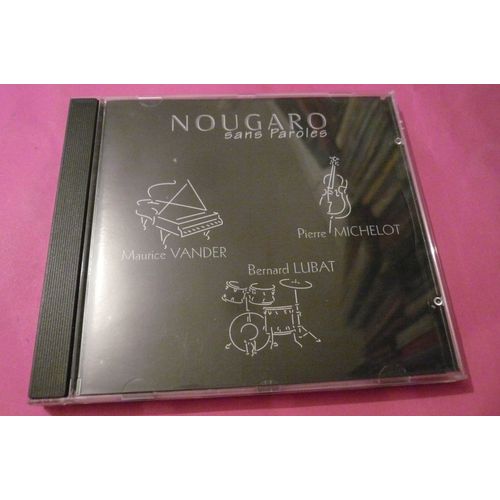 NOUGARO
sans Paroles
Maurice VANDER
Pierre MICHELOT
Bernard LUBAT